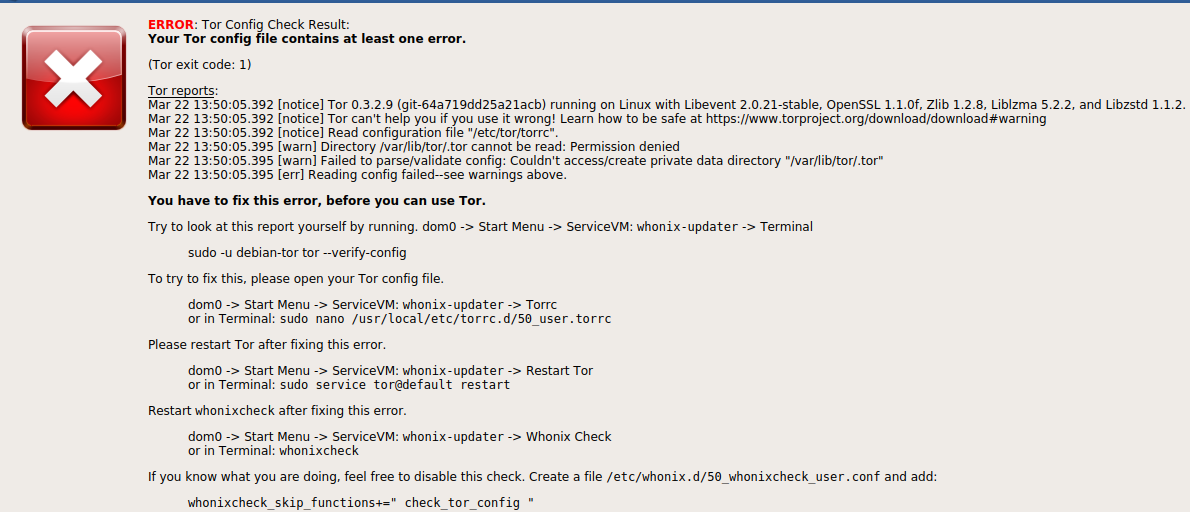 ERROR: Tor Config Check Result:
Your Tor config file contains at least one error.
(Tor exit code: 1)
Tor reports:
Mar 22 13:50:05.392 [notice] Tor 0.3.2.9 (git-64a719dd25a21acb) running on Linux with Libevent 2.0.21-stable, OpenSSL 1.1.0f, Zlib 1.2.8, Liblzma 5.2.2, and Libzstd 1.1.2.
Mar 22 13:50:05.392 [notice] Tor can't help you if you use it wrong! Learn how to be safe at https://www.torproject.org/download/download#warning
Mar 22 13:50:05.392 [notice] Read configuration file "/etc/tor/torrc".
Mar 22 13:50:05.395 [warn] Directory /var/lib/tor/.tor cannot be read: Permission denied
Mar 22 13:50:05.395 [warn] Failed to parse/validate config: Couldn't access/create private data directory "/var/lib/tor/.tor"
Mar 22 13:50:05.395 [err] Reading config failed--see warnings above.
You have to fix this error, before you can use Tor.
Try to look at this report yourself by running. dom0 -> Start Menu -> ServiceVM: whonix-updater -> Terminal
sudo -u debian-tor tor --verify-config
To try to fix this, please open your Tor config file.
dom0 -> Start Menu -> ServiceVM: whonix-updater -> Torrc
or in Terminal: sudo nano /usr/local/etc/torrc.d/50_user.torrc
Please restart Tor after fixing this error.
dom0 -> Start Menu -> ServiceVM: whonix-updater -> Restart Tor
or in Terminal: sudo service tor@default restart
Restart whonixcheck after fixing this error.
dom0 -> Start Menu -> ServiceVM: whonix-updater -> Whonix Check
or in Terminal: whonixcheck
If you know what you are doing, feel free to disable this check. Create a file /etc/whonix.d/50_whonixcheck_user.conf and add:
whonixcheck_skip_functions+=" check_tor_config "